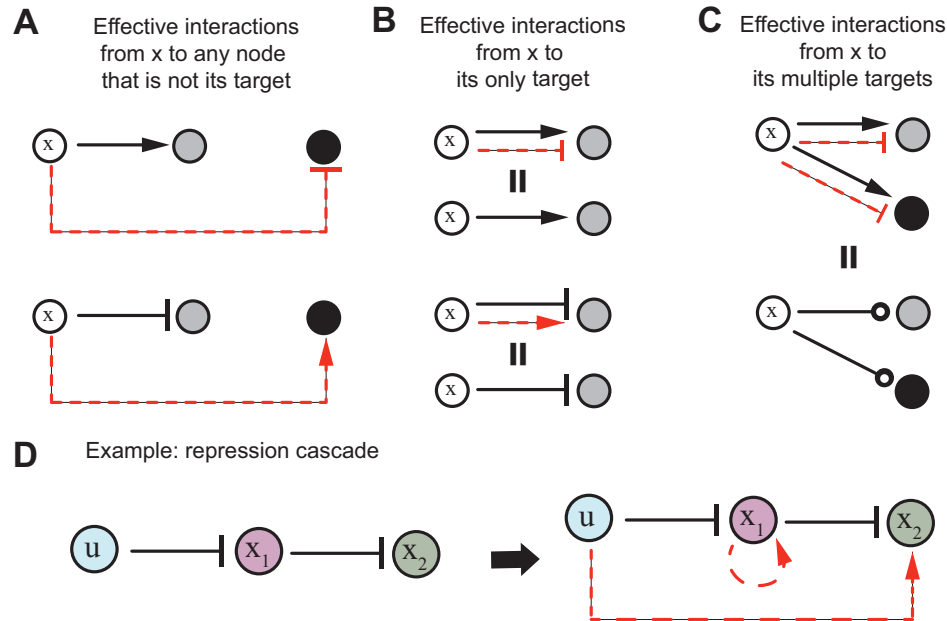 A
Effective interactions
from x to any node
that is not its target
x
x
B
Effective interactions
from x to
its only target
x
x
x
x
C
Effective interactions
from x to
its multiple targets
x
x
D
Example: repression cascade
u
x1
x2
u
x1
x2